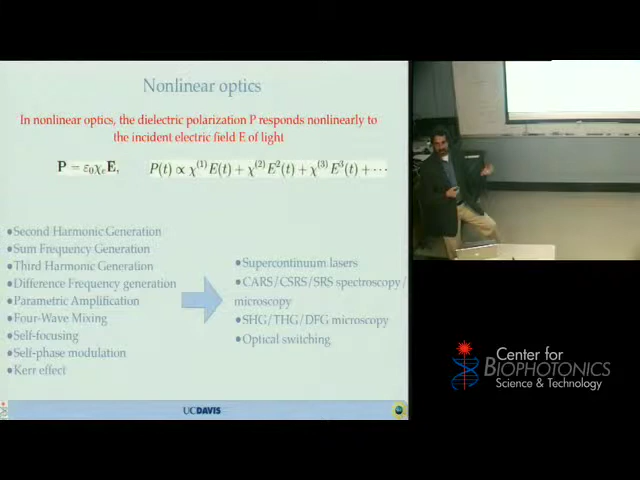 Nonlinear optics
In nonlinear optics, the dielectric polarization P responds nonlinearly to
the incident electric field E of light
P = ε₀χₑE,
P(t) ∝ χ⁽¹⁾E(t) + χ⁽²⁾E²(t) + χ⁽³⁾E³(t) + ···
•Second Harmonic Generation
•Sum Frequency Generation
•Third Harmonic Generation
•Difference Frequency generation
•Parametric Amplification
•Four-Wave Mixing
•Self-focusing
•Self-phase modulation
•Kerr effect
•Supercontinuum lasers
•CARS/CSRS/SRS spectroscopy/
microscopy
•SHG/THG/DFG microscopy
•Optical switching
UCDAVIS
Center for
BIOPHOTONICS
Science & Technology